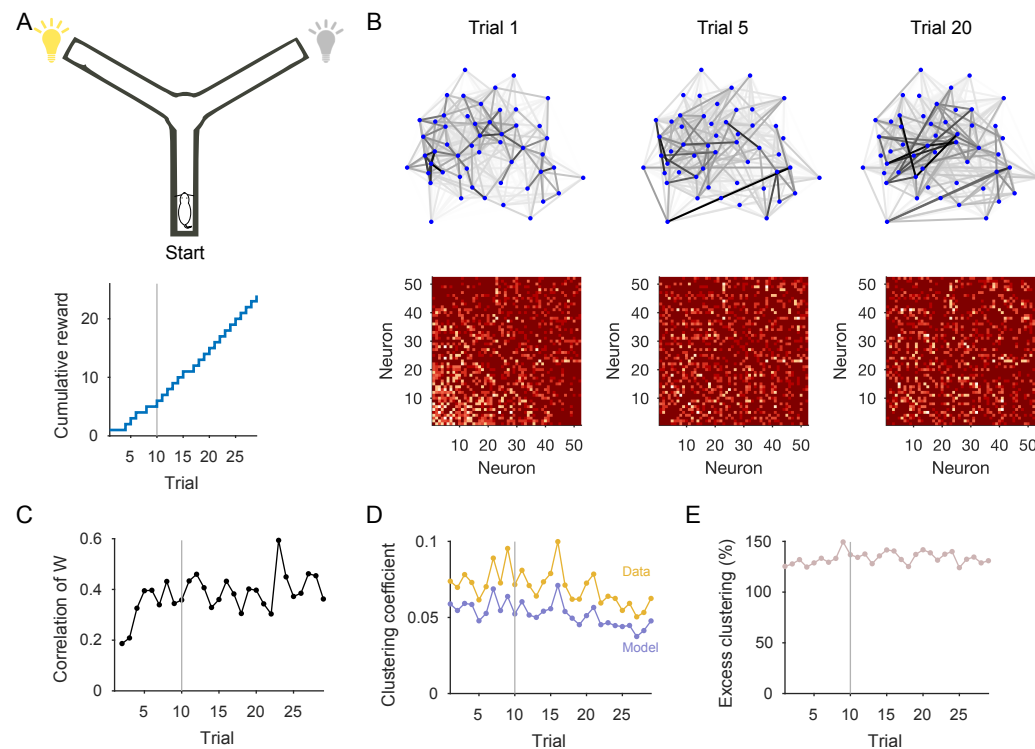 A
Start
Cumulative reward
20
10
0
5 10 15 20 25
Trial
B
Trial 1 Trial 5 Trial 20
Neuron
50
40
30
20
10
10 20 30 40 50
Neuron
Neuron
50
40
30
20
10
10 20 30 40 50
Neuron
Neuron
50
40
30
20
10
10 20 30 40 50
Neuron
C
Correlation of W
0.6
0.4
0.2
0
5 10 15 20 25
Trial
D
Clustering coefficient
0.1
0.05
0
Data
Model
5 10 15 20 25
Trial
E
Excess clustering (%)
150
100
50
0
5 10 15 20 25
Trial